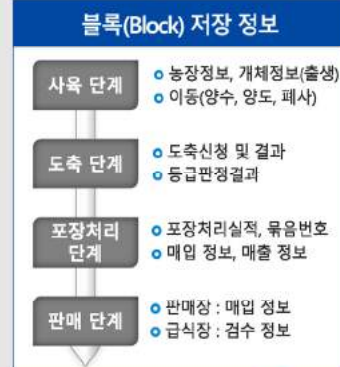 블록(Block) 저장 정보
사육 단계
농장정보, 개체정보(출생)
이동(양수, 양도, 폐사)
도축 단계
도축신청 및 결과
등급판정결과
포장처리
단계
포장처리실적, 묶음번호
매입 정보, 매출 정보
판매 단계
판매장 : 매입 정보
급식장 : 검수 정보